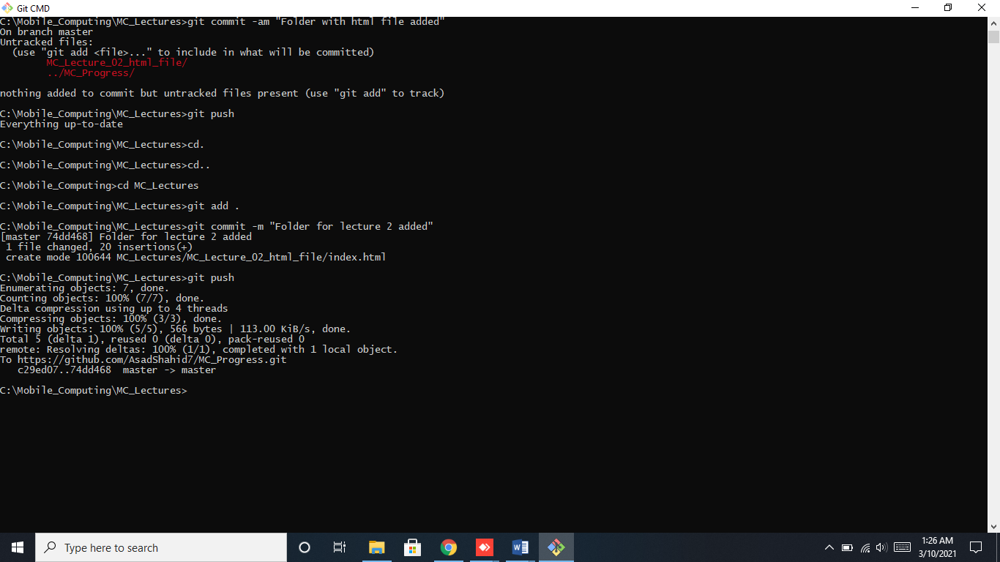 Git CMD
C:\Mobile_Computing\MC_Lectures>git commit -am "Folder with html file added"
On branch master
Untracked files:
  (use "git add <file>..." to include in what will be committed)
        MC_Lecture_02_html_file/
        ../MC_Progress/
nothing added to commit but untracked files present (use "git add" to track)
C:\Mobile_Computing\MC_Lectures>git push
Everything up-to-date
C:\Mobile_Computing\MC_Lectures>cd.
C:\Mobile_Computing\MC_Lectures>cd..
C:\Mobile_Computing>cd MC_Lectures
C:\Mobile_Computing\MC_Lectures>git add .
C:\Mobile_Computing\MC_Lectures>git commit -m "Folder for lecture 2 added"
[master 74dd468] Folder for lecture 2 added
 1 file changed, 20 insertions(+)
 create mode 100644 MC_Lectures/MC_Lecture_02_html_file/index.html
C:\Mobile_Computing\MC_Lectures>git push
Enumerating objects: 7, done.
Counting objects: 100% (7/7), done.
Delta compression using up to 4 threads
Compressing objects: 100% (3/3), done.
Writing objects: 100% (5/5), 566 bytes | 113.00 KiB/s, done.
Total 5 (delta 1), reused 0 (delta 0), pack-reused 0
remote: Resolving deltas: 100% (1/1), completed with 1 local object.
To https://github.com/AsadShahid7/MC_Progress.git
   c29ed07..74dd468  master -> master
C:\Mobile_Computing\MC_Lectures>
Type here to search
1:26 AM
3/10/2021